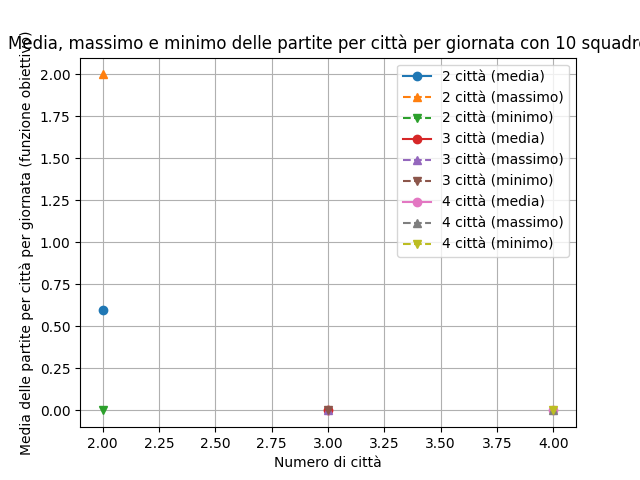 Media, massimo e minimo delle partite per città per giornata con 10 squadre
Media delle partite per città per giornata (funzione obiettivo)
2.00
1.75
1.50
1.25
1.00
0.75
0.50
0.25
0.00
2 città (media)
2 città (massimo)
2 città (minimo)
3 città (media)
3 città (massimo)
3 città (minimo)
4 città (media)
4 città (massimo)
4 città (minimo)
2.00 2.25 2.50 2.75 3.00 3.25 3.50 3.75 4.00
Numero di città